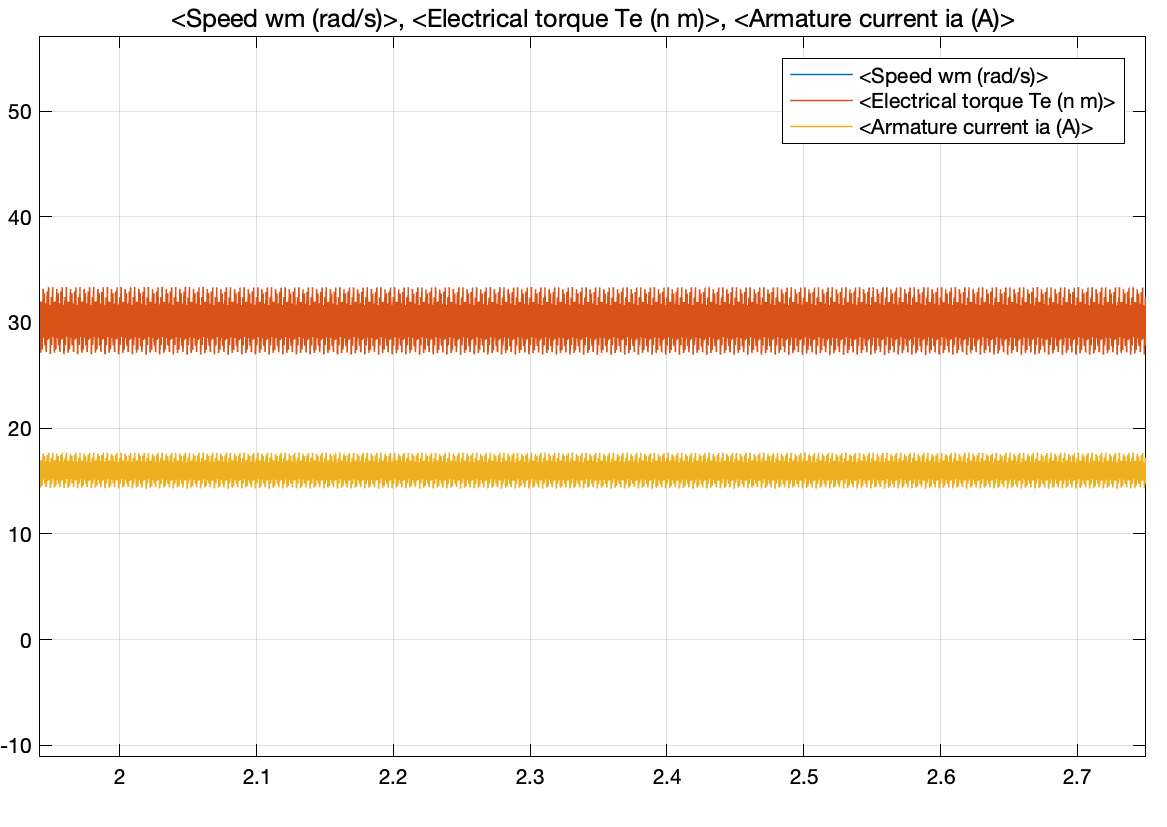 <Speed wm (rad/s)>, <Electrical torque Te (n m)>, <Armature current ia (A)>
<Speed wm (rad/s)>
<Electrical torque Te (n m)>
<Armature current ia (A)>
50
40
30
20
10
0
-10
2 2.1 2.2 2.3 2.4 2.5 2.6 2.7